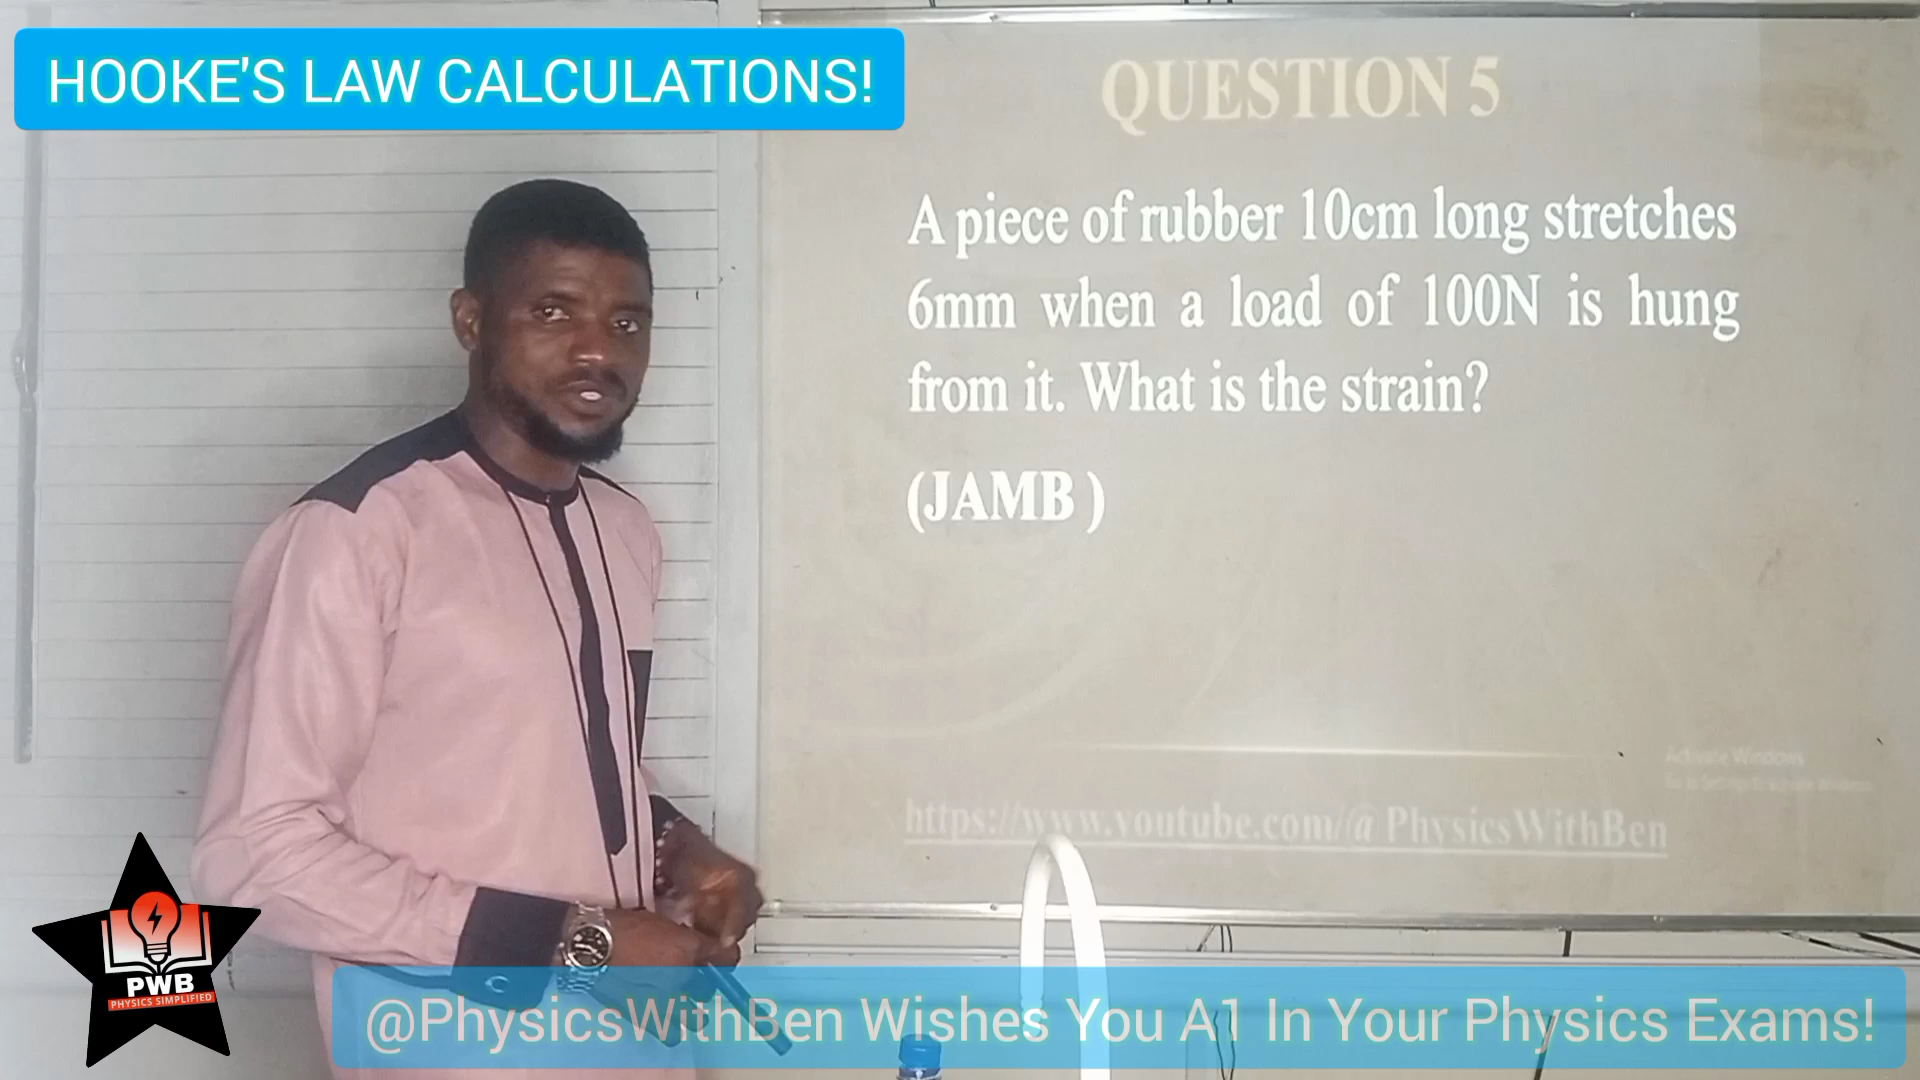 HOOKE'S LAW CALCULATIONS!
QUESTION 5
A piece of rubber 10cm long stretches
6mm when a load of 100N is hung
from it. What is the strain?
(JAMB )
Activate Windows
https://www.youtube.com/@PhysicsWithBen
PWB
PHYSICS SIMPLIFIED
@PhysicsWithBen Wishes You A1 In Your Physics Exams!